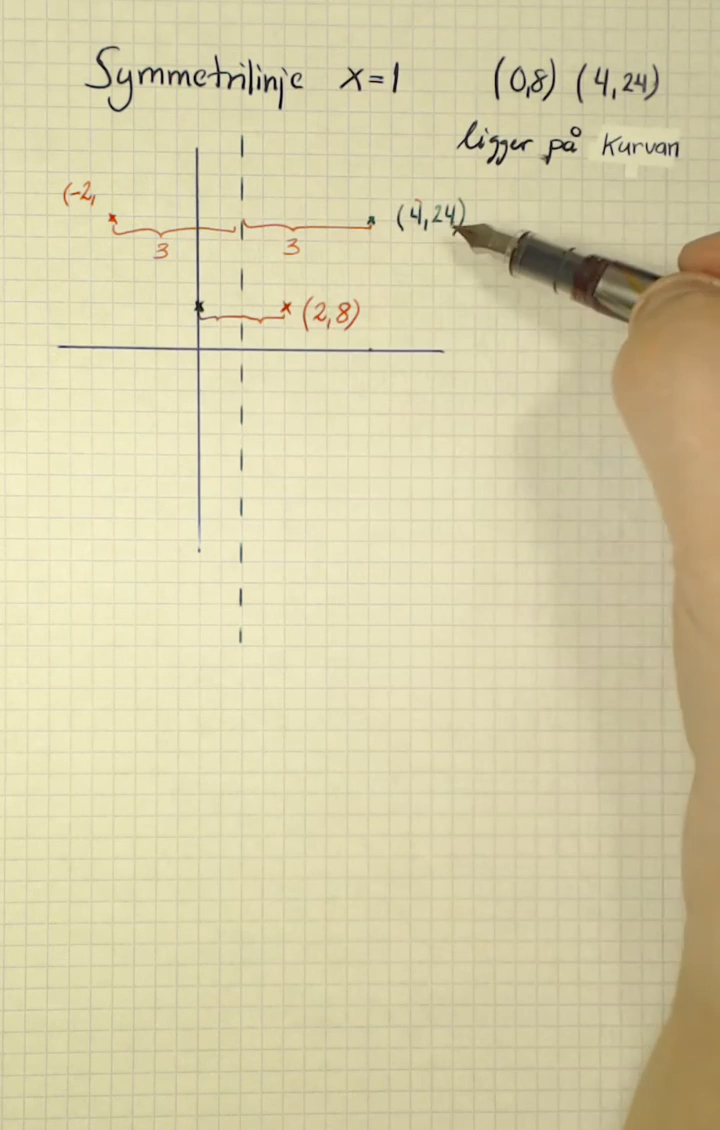 Symmetrilinje x=1 (0,8) (4,24)
ligger på kurvan
(-2,
(4,24)
3 3
(2,8)